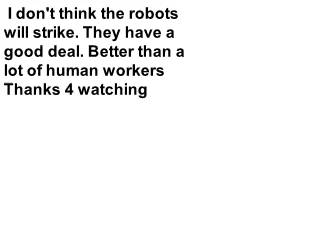 I don't think the robots
will strike. They have a
good deal. Better than a
lot of human workers
Thanks 4 watching